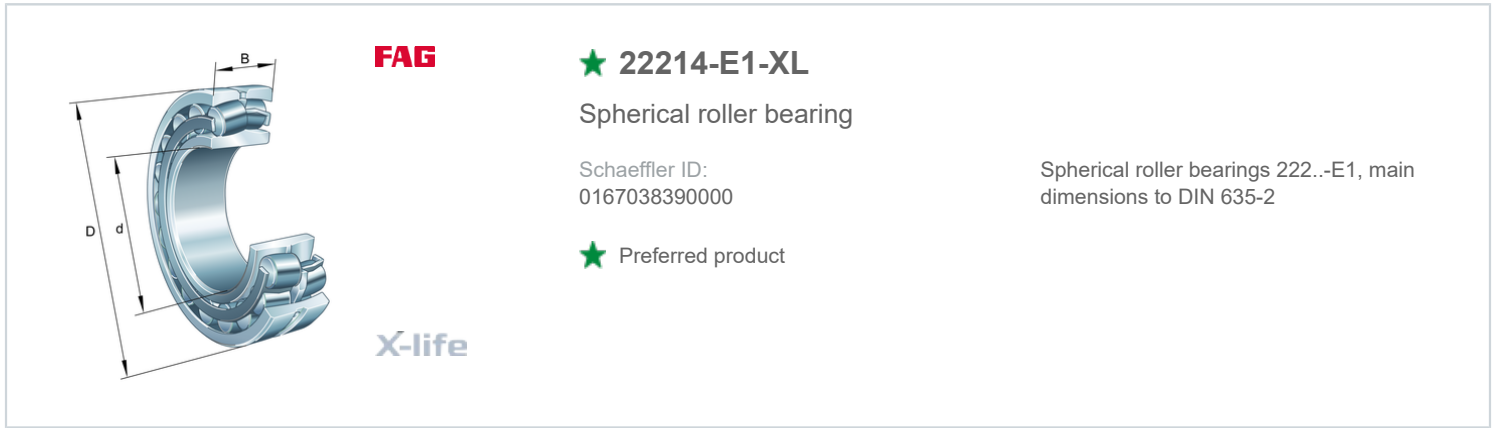 B
D
d
FAG
X-life
22214-E1-XL
Spherical roller bearing
Schaeffler ID:
0167038390000
Preferred product
Spherical roller bearings 222..-E1, main
dimensions to DIN 635-2